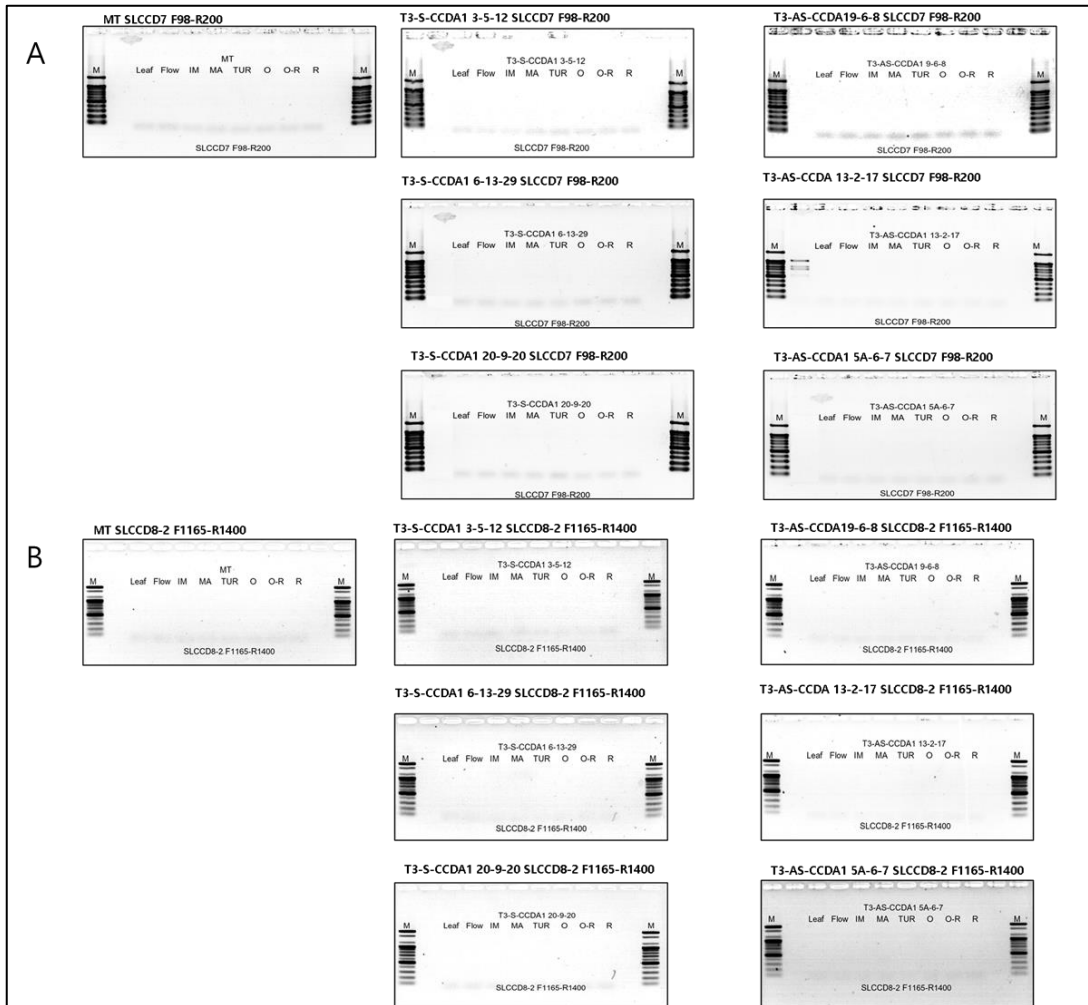 A
MT SLCCD7 F98-R200
MT
M Leaf Flow IM MA TUR O O-R R M
SLCCD7 F98-R200
T3-S-CCDA1 3-5-12 SLCCD7 F98-R200
T3-S-CCDA1 3-5-12
M Leaf Flow IM MA TUR O O-R R M
SLCCD7 F98-R200
T3-AS-CCDA19-6-8 SLCCD7 F98-R200
T3-AS-CCDA1 9-6-8
M Leaf Flow IM MA TUR O O-R R M
SLCCD7 F98-R200
T3-S-CCDA1 6-13-29 SLCCD7 F98-R200
T3-S-CCDA1 6-13-29
M Leaf Flow IM MA TUR O O-R R M
SLCCD7 F98-R200
T3-AS-CCDA 13-2-17 SLCCD7 F98-R200
T3-AS-CCDA1 13-2-17
M Leaf Flow IM MA TUR O O-R R M
SLCCD7 F98-R200
T3-S-CCDA1 20-9-20 SLCCD7 F98-R200
T3-S-CCDA1 20-9-20
M Leaf Flow IM MA TUR O O-R R M
SLCCD7 F98-R200
T3-AS-CCDA1 5A-6-7 SLCCD7 F98-R200
T3-AS-CCDA1 5A-6-7
M Leaf Flow IM MA TUR O O-R R M
SLCCD7 F98-R200
B
MT SLCCD8-2 F1165-R1400
MT
M Leaf Flow IM MA TUR O O-R R M
SLCCD8-2 F1165-R1400
T3-S-CCDA1 3-5-12 SLCCD8-2 F1165-R1400
T3-S-CCDA1 3-5-12
M Leaf Flow IM MA TUR O O-R R M
SLCCD8-2 F1165-R1400
T3-AS-CCDA19-6-8 SLCCD8-2 F1165-R1400
T3-AS-CCDA1 9-6-8
M Leaf Flow IM MA TUR O O-R R M
SLCCD8-2 F1165-R1400
T3-S-CCDA1 6-13-29 SLCCD8-2 F1165-R1400
T3-S-CCDA1 6-13-29
M Leaf Flow IM MA TUR O O-R R M
SLCCD8-2 F1165-R1400
T3-AS-CCDA 13-2-17 SLCCD8-2 F1165-R1400
T3-AS-CCDA1 13-2-17
M Leaf Flow IM MA TUR O O-R R M
SLCCD8-2 F1165-R1400
T3-S-CCDA1 20-9-20 SLCCD8-2 F1165-R1400
T3-S-CCDA1 20-9-20
M Leaf Flow IM MA TUR O O-R R M
SLCCD8-2 F1165-R1400
T3-AS-CCDA1 5A-6-7 SLCCD8-2 F1165-R1400
T3-AS-CCDA1 5A-6-7
M Leaf Flow IM MA TUR O O-R R M
SLCCD8-2 F1165-R1400